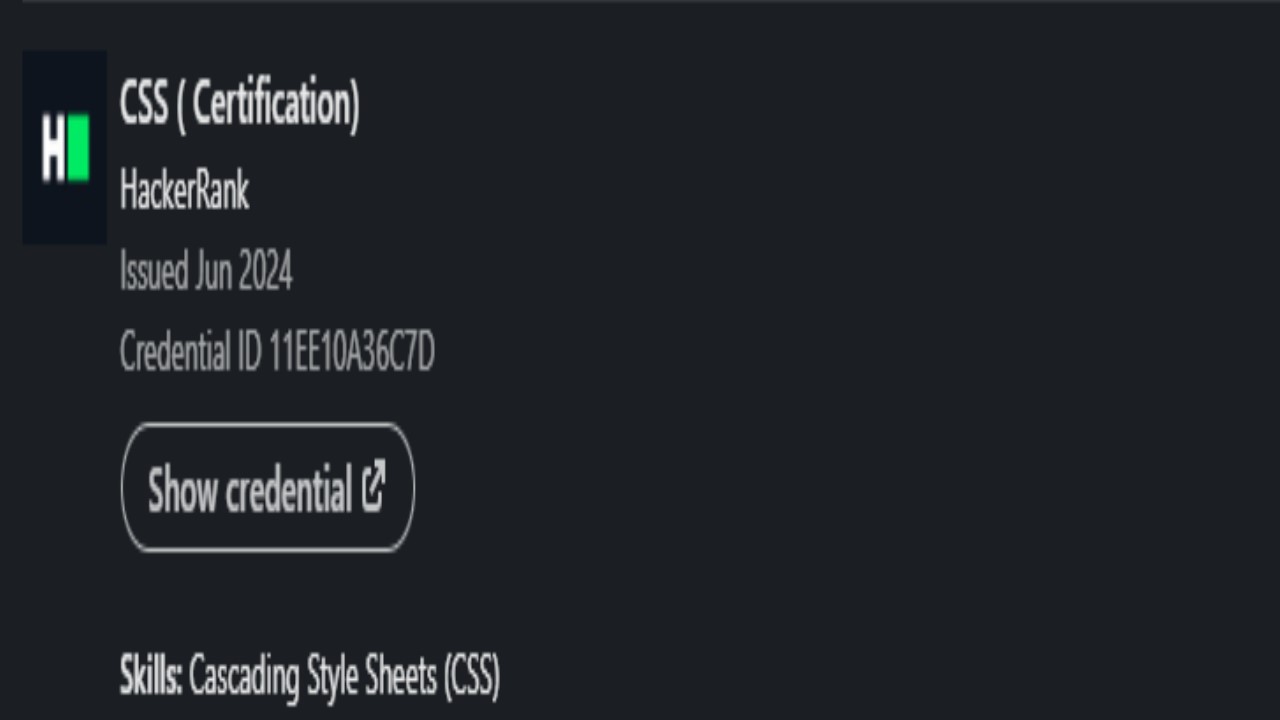 H
CSS ( Certification)
HackerRank
Issued Jun 2024
Credential ID 11EE10A36C7D
Show credential
Skills: Cascading Style Sheets (CSS)